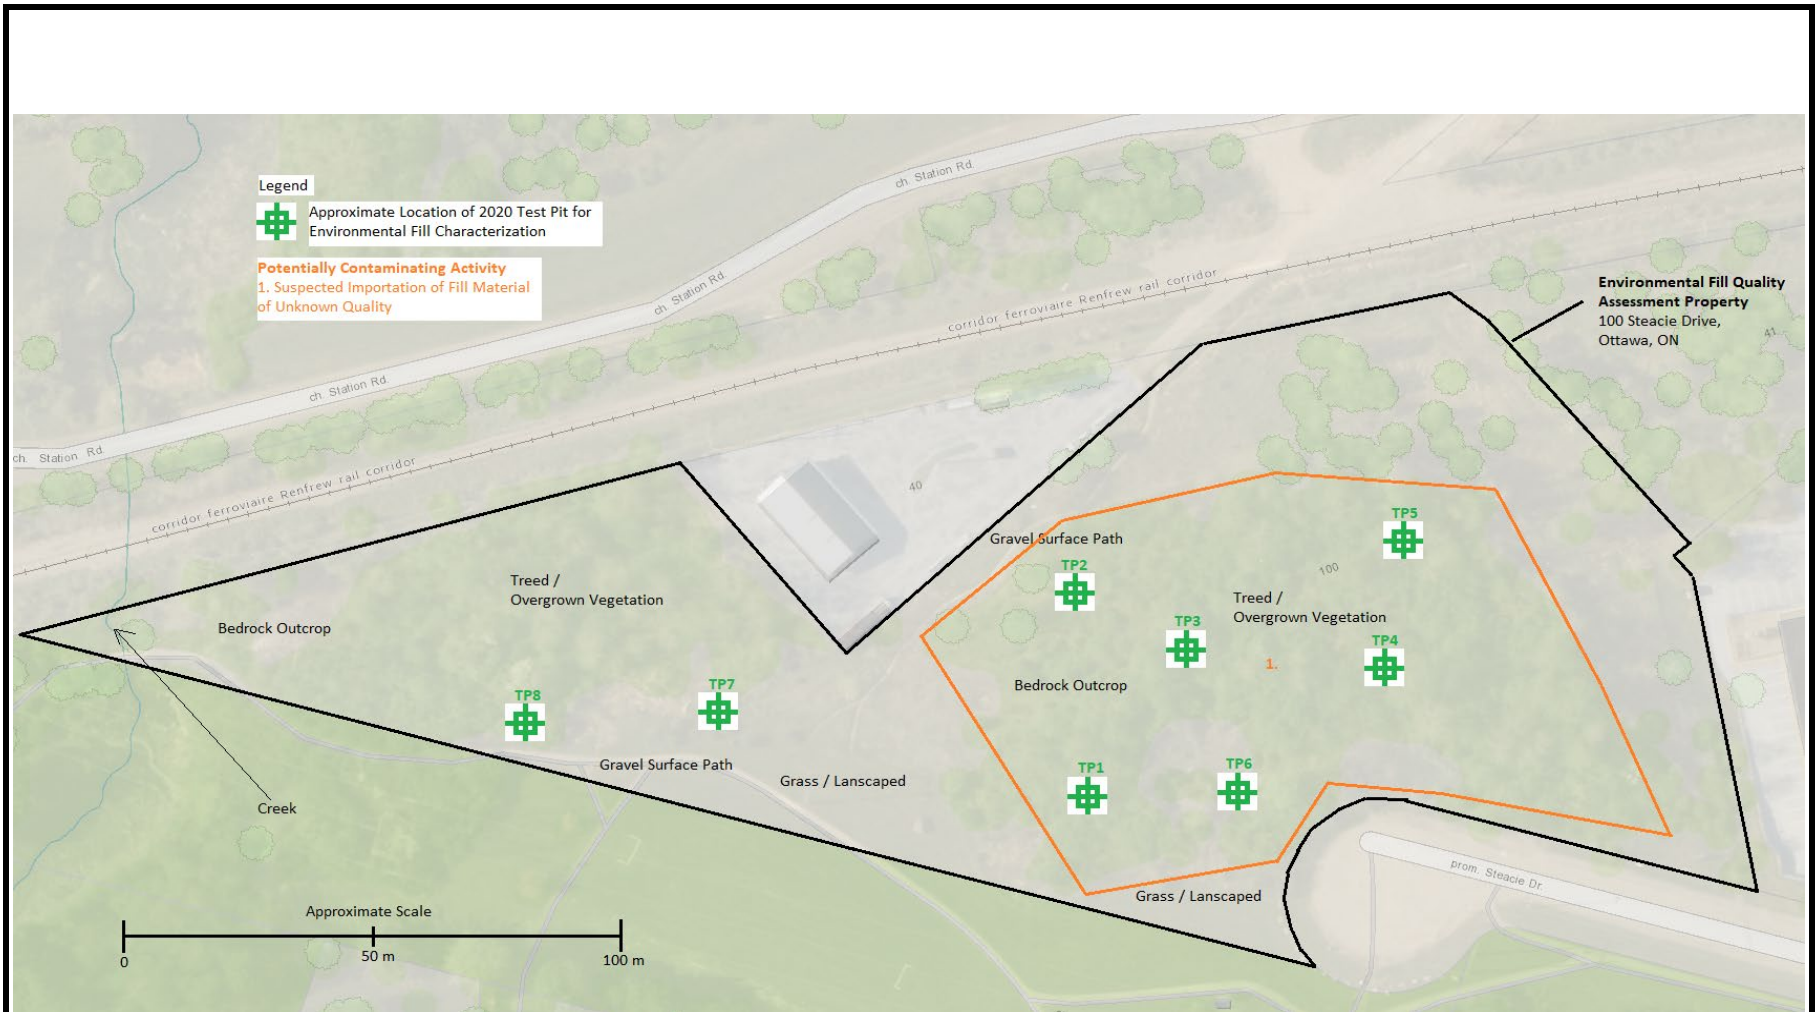 Legend
Approximate Location of 2020 Test Pit for
Environmental Fill Characterization
Potentially Contaminating Activity
1. Suspected Importation of Fill Material
of Unknown Quality
ch Station Rd.
ch. Station Rd.
ch. Station Rd.
ch. Station Rd
corridor ferroviaire Renfrew rail corridor
corridor ferroviaire Renfrew rail corridor
Environmental Fill Quality
Assessment Property
100 Steacie Drive,
Ottawa, ON
41
40
100
Gravel Surface Path
TP5
TP2
Treed /
Overgrown Vegetation
Treed /
Overgrown Vegetation
TP3
TP4
1.
Bedrock Outcrop
Bedrock Outcrop
TP8
TP7
Gravel Surface Path
Grass / Lanscaped
TP1
TP6
Creek
prom. Steacie Dr.
Grass / Lanscaped
Approximate Scale
0
50 m
100 m